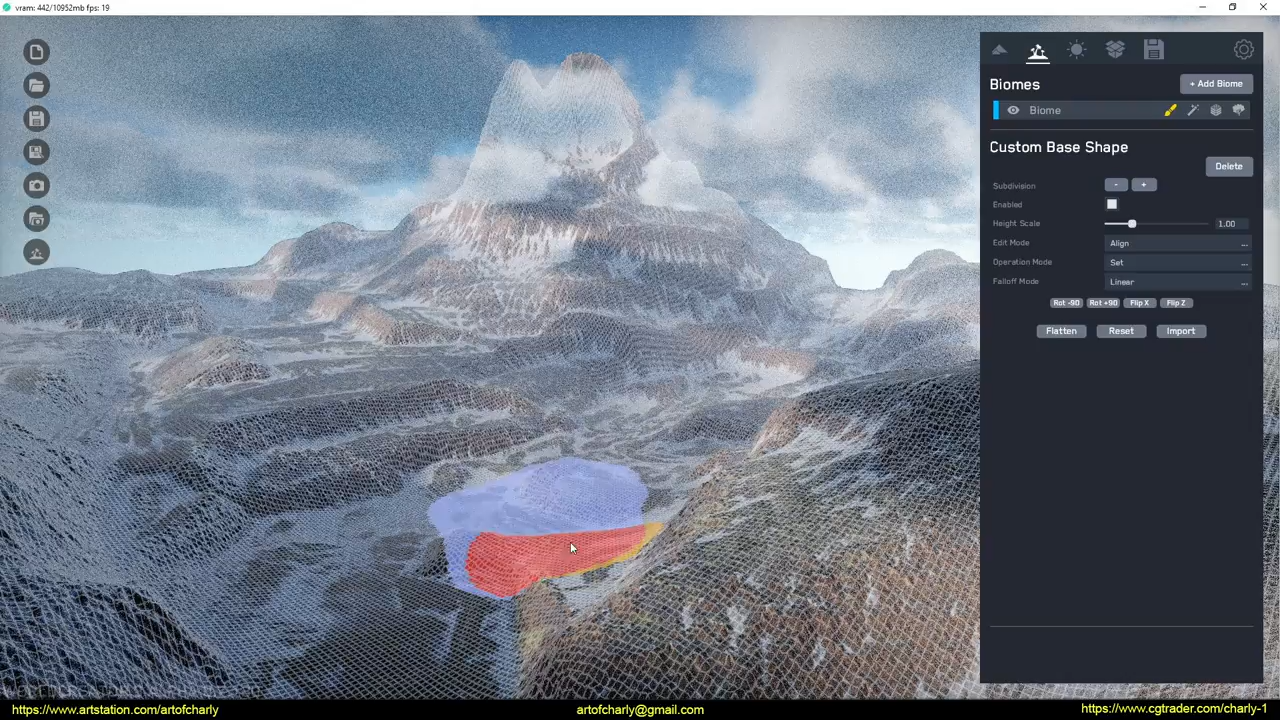 vram: 442/10952mb fps: 19
Biomes
+ Add Biome
Biome
Custom Base Shape
Delete
Subdivision - +
Enabled
Height Scale 1.00
Edit Mode Align ...
Operation Mode Set ...
Falloff Mode Linear ...
Rot -90 Rot +90 Flip X Flip Z
Flatten Reset Import
https://www.artstation.com/artofcharly artofcharly@gmail.com https://www.cgtrader.com/charly-1